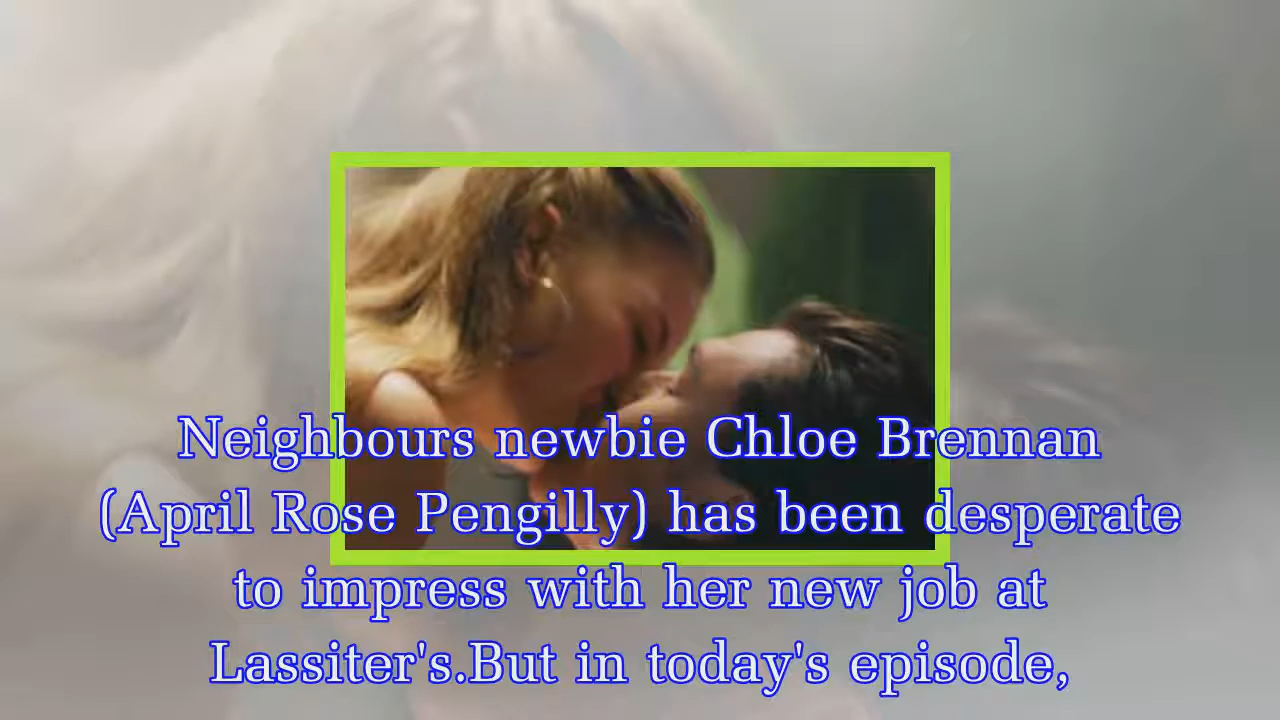 Neighbours newbie Chloe Brennan
(April Rose Pengilly) has been desperate
to impress with her new job at
Lassiter's.But in today's episode,